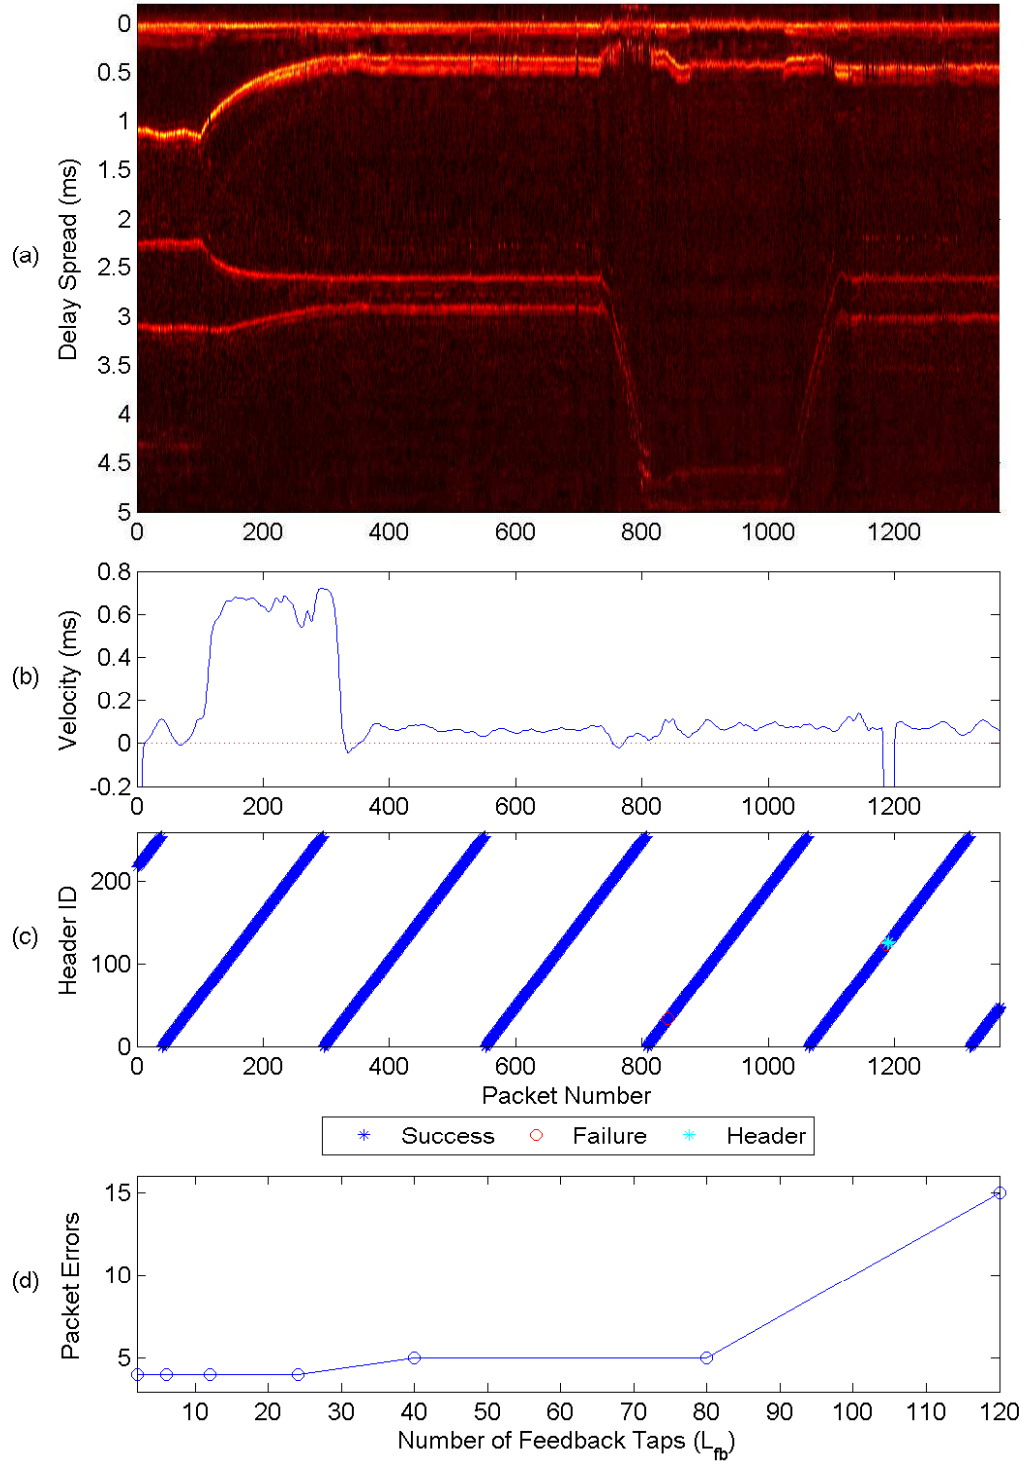 (a)
Delay Spread (ms)
0
0.5
1
1.5
2
2.5
3
3.5
4
4.5
5
0 200 400 600 800 1000 1200
(b)
Velocity (ms)
0.8
0.6
0.4
0.2
0
-0.2
0 200 400 600 800 1000 1200
(c)
Header ID
200
100
0
0 200 400 600 800 1000 1200
Packet Number
Success Failure Header
(d)
Packet Errors
15
10
5
10 20 30 40 50 60 70 80 90 100 110 120
Number of Feedback Taps (L_fb)